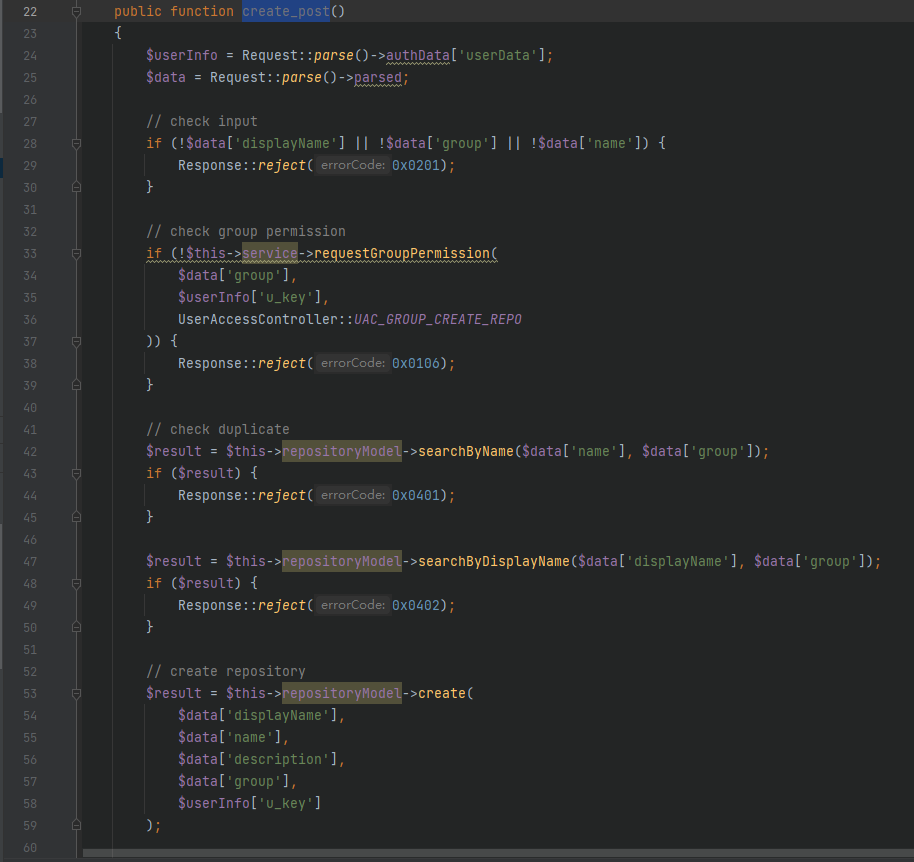 22 public function create_post()
23 {
24 $userInfo = Request::parse()->authData['userData'];
25 $data = Request::parse()->parsed;
26
27 // check input
28 if (!$data['displayName'] || !$data['group'] || !$data['name']) {
29 Response::reject( errorCode: 0x0201);
30 }
31
32 // check group permission
33 if (!$this->service->requestGroupPermission(
34 $data['group'],
35 $userInfo['u_key'],
36 UserAccessController::UAC_GROUP_CREATE_REPO
37 )) {
38 Response::reject( errorCode: 0x0106);
39 }
40
41 // check duplicate
42 $result = $this->repositoryModel->searchByName($data['name'], $data['group']);
43 if ($result) {
44 Response::reject( errorCode: 0x0401);
45 }
46
47 $result = $this->repositoryModel->searchByDisplayName($data['displayName'], $data['group']);
48 if ($result) {
49 Response::reject( errorCode: 0x0402);
50 }
51
52 // create repository
53 $result = $this->repositoryModel->create(
54 $data['displayName'],
55 $data['name'],
56 $data['description'],
57 $data['group'],
58 $userInfo['u_key']
59 );
60